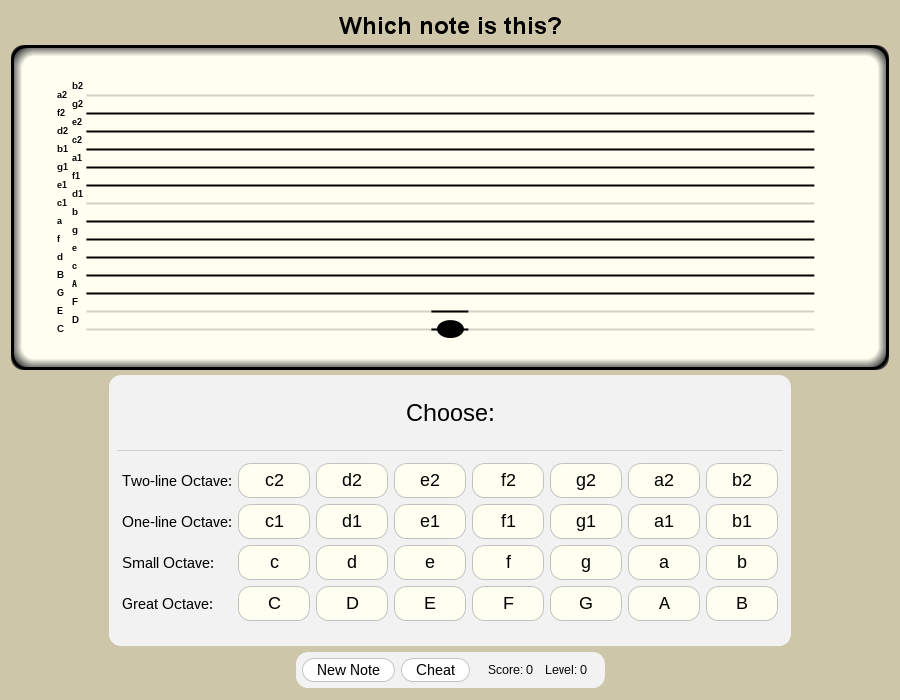 Which note is this?
b2
a2
g2
f2
e2
d2
c2
b1
a1
g1
f1
e1
d1
c1
b
a
g
f
e
d
c
B
A
G
F
E
D
C
Choose:
Two-line Octave: c2 d2 e2 f2 g2 a2 b2
One-line Octave: c1 d1 e1 f1 g1 a1 b1
Small Octave: c d e f g a b
Great Octave: C D E F G A B
New Note Cheat Score: 0 Level: 0